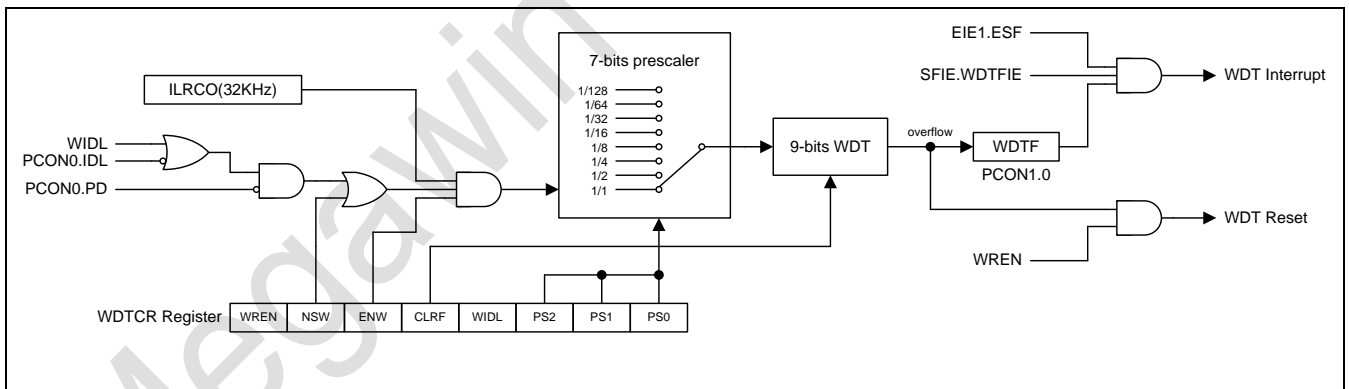 EIE1.ESF
7-bits prescaler
SFIE.WDTFIE
WDT Interrupt
ILRCO(32KHz)
1/128
1/64
1/32
1/16
1/8
1/4
1/2
1/1
WIDL
PCON0.IDL
PCON0.PD
9-bits WDT
overflow
WDTF
PCON1.0
WDT Reset
WREN
WDTCR Register
WREN NSW ENW CLRF WIDL PS2 PS1 PS0
Megawin